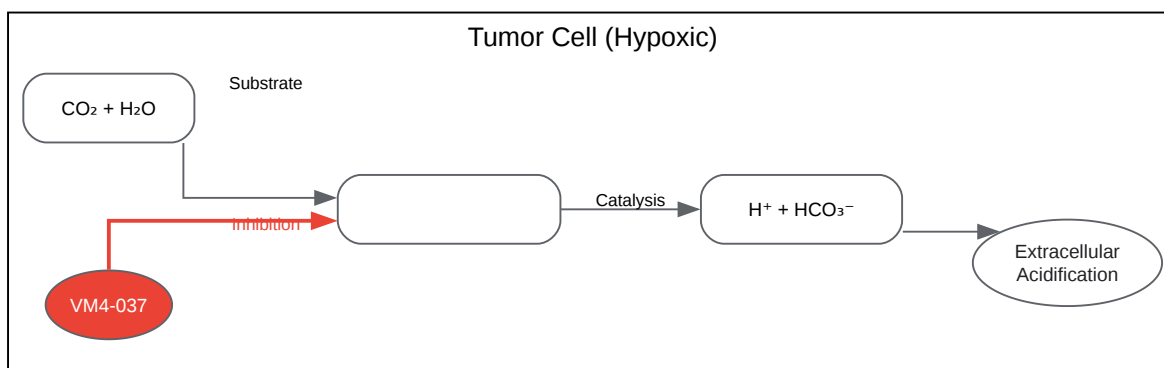 Tumor Cell (Hypoxic)
Substrate
CO₂ + H₂O
Catalysis
H⁺ + HCO₃⁻
Inhibition
Extracellular
Acidification
VM4-037